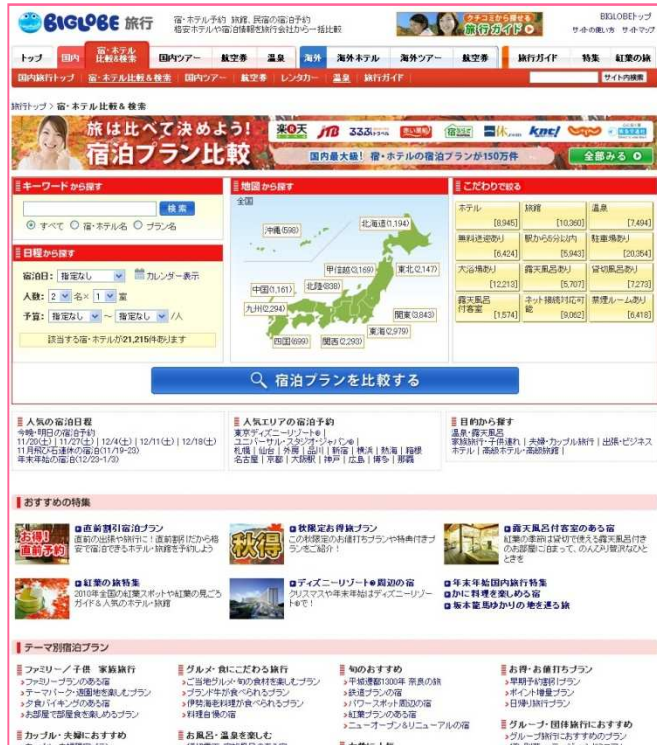 BIGLOBE 旅行
宿・ホテル予約 旅館、民宿の宿泊予約
格安ホテルや宿泊情報を旅行会社から一括比較
クチコミから探せる
旅行ガイド
BIGLOBEトップ
サイトの使い方 サイトマップ
トップ 国内 宿・ホテル比較&検索 国内ツアー 航空券 温泉 海外 海外ホテル 海外ツアー 航空券 旅行ガイド 特集 紅葉の旅
国内旅行トップ | 宿・ホテル比較&検索 | 国内ツアー | 航空券 | レンタカー | 温泉 | 旅行ガイド
サイト内検索
旅行トップ > 宿・ホテル比較&検索
旅は比べて決めよう!
宿泊プラン比較
楽天 JTB るるぶトラベル 一休.com knt!
国内最大級! 宿・ホテルの宿泊プランが150万件
全部みる
キーワードから探す
検索
すべて 宿・ホテル名 プラン名
日程から探す
宿泊日: 指定なし カレンダー表示
人数: 2 名× 1 室
予算: 指定なし ～ 指定なし /人
該当する宿・ホテルが21,215件あります
地図から探す
全国
沖縄(598)
北海道(1,194)
甲信越(3,169)
東北(2,147)
中国(1,161)
北陸(838)
九州(2,294)
関東(3,843)
東海(2,979)
四国(699)
関西(2,293)
こだわりで絞る
ホテル [8,945]
旅館 [10,360]
温泉 [7,494]
無料送迎あり [6,424]
駅から5分以内 [5,943]
駐車場あり [20,354]
大浴場あり [12,213]
露天風呂あり [5,707]
貸切風呂あり [7,273]
露天風呂付客室 [1,574]
ネット接続対応可能 [9,062]
禁煙ルームあり [6,418]
宿泊プランを比較する
人気の宿泊日程
今晩・明日の宿泊予約
11/20(土) | 11/27(土) | 12/4(土) | 12/11(土) | 12/18(土)
11月飛び石連休の宿泊(11/19-23)
年末年始の宿泊(12/23-1/3)
人気エリアの宿泊予約
東京ディズニーリゾート® |
ユニバーサル・スタジオ・ジャパン® |
札幌 | 仙台 | 外房 | 品川 | 新宿 | 横浜 | 熱海 | 箱根
名古屋 | 京都 | 大阪駅 | 神戸 | 広島 | 博多 | 那覇
目的から探す
温泉・露天風呂
家族旅行・子供連れ | 夫婦・カップル旅行 | 出張・ビジネス
ホテル | 高級ホテル・高級旅館 |
おすすめの特集
お得!
直前予約
直前割引宿泊プラン
直前の出張や旅行に! 直前割引だから格
安で宿泊できるホテル・旅館を予約しよう
秋得
秋限定お得旅プラン
この秋限定のお値打ちプランや特典付きプ
ランをご紹介!
露天風呂付客室のある宿
紅葉の季節は貸切で使える露天風呂付き
のお部屋に泊まって、のんびり贅沢なひと
ときを
紅葉の旅特集
2010年全国の紅葉スポットや紅葉の見ごろ
ガイド&人気のホテル・旅館
ディズニーリゾート®周辺の宿
クリスマスや年末年始はディズニーリゾー
ト®で!
年末年始国内旅行特集
かに料理を楽しめる宿
坂本龍馬ゆかりの地を巡る旅
テーマ別宿泊プラン
ファミリー/子供 家族旅行
ファミリープランのある宿
テーマパーク・遊園地を楽しむプラン
夕食バイキングのある宿
お部屋で部屋食を楽しめるプラン
カップル・夫婦におすすめ
グルメ・食にこだわる旅行
ご当地グルメ・旬の食材を楽しむプラン
ブランド牛が食べられるプラン
伊勢海老料理が食べられるプラン
料理自慢の宿
お風呂・温泉を楽しむ
旬のおすすめ
平城遷都1300年 奈良の旅
鉄道プランの宿
パワースポット周辺の宿
紅葉プランのある宿
ニューオープン&リニューアルの宿
お得・お値打ちプラン
早期予約割引プラン
ポイント増量プラン
日帰り旅行プラン
グループ・団体旅行におすすめ
グループ旅行におすすめのプラン